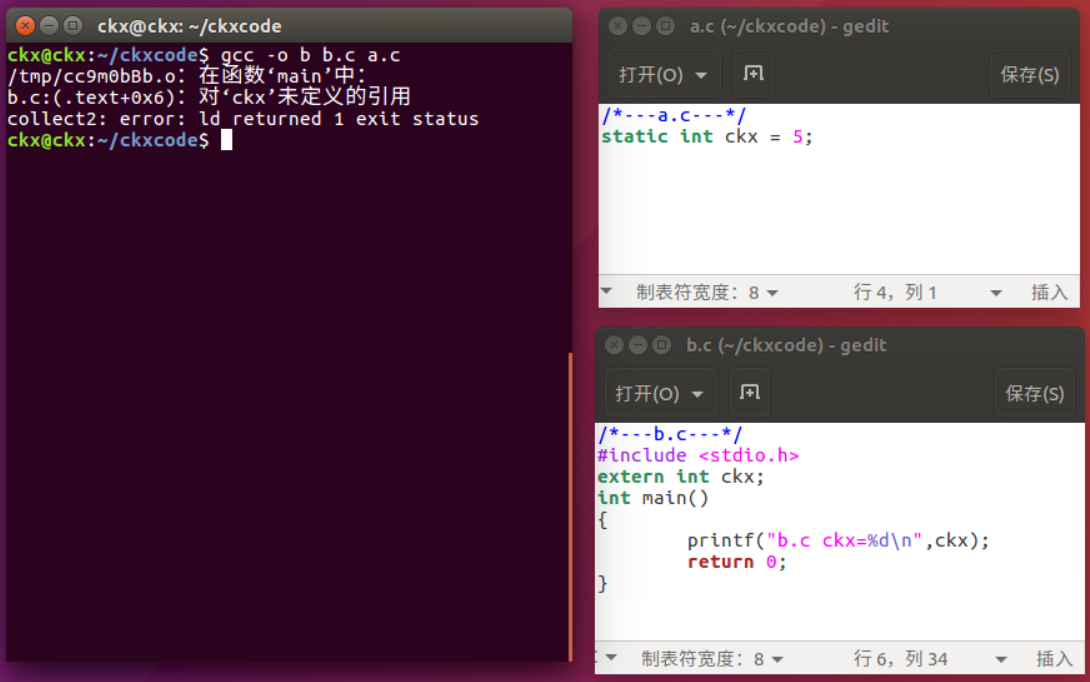 ckx@ckx: ~/ckxcode
ckx@ckx:~/ckxcode$ gcc -o b b.c a.c
/tmp/cc9m0bBb.o：在函数‘main’中：
b.c:(.text+0x6)：对‘ckx’未定义的引用
collect2: error: ld returned 1 exit status
ckx@ckx:~/ckxcode$
a.c (~/ckxcode) - gedit
打开(O)
保存(S)
/*---a.c---*/
static int ckx = 5;
制表符宽度：8
行 4，列 1
插入
b.c (~/ckxcode) - gedit
打开(O)
保存(S)
/*---b.c---*/
#include <stdio.h>
extern int ckx;
int main()
{
printf("b.c ckx=%d\n",ckx);
return 0;
}
制表符宽度：8
行 6，列 34
插入